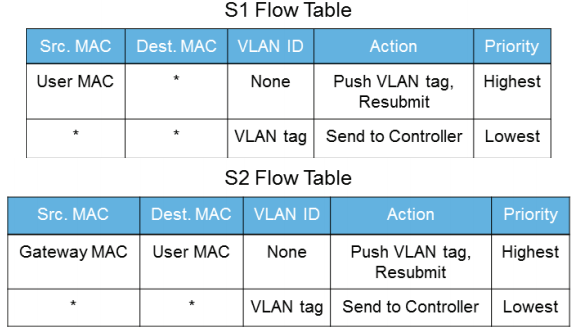 S1 Flow Table
Src. MAC Dest. MAC VLAN ID Action Priority
User MAC * None Push VLAN tag, Highest
Resubmit
* * VLAN tag Send to Controller Lowest
S2 Flow Table
Src. MAC Dest. MAC VLAN ID Action Priority
Gateway MAC User MAC None Push VLAN tag, Highest
Resubmit
* * VLAN tag Send to Controller Lowest